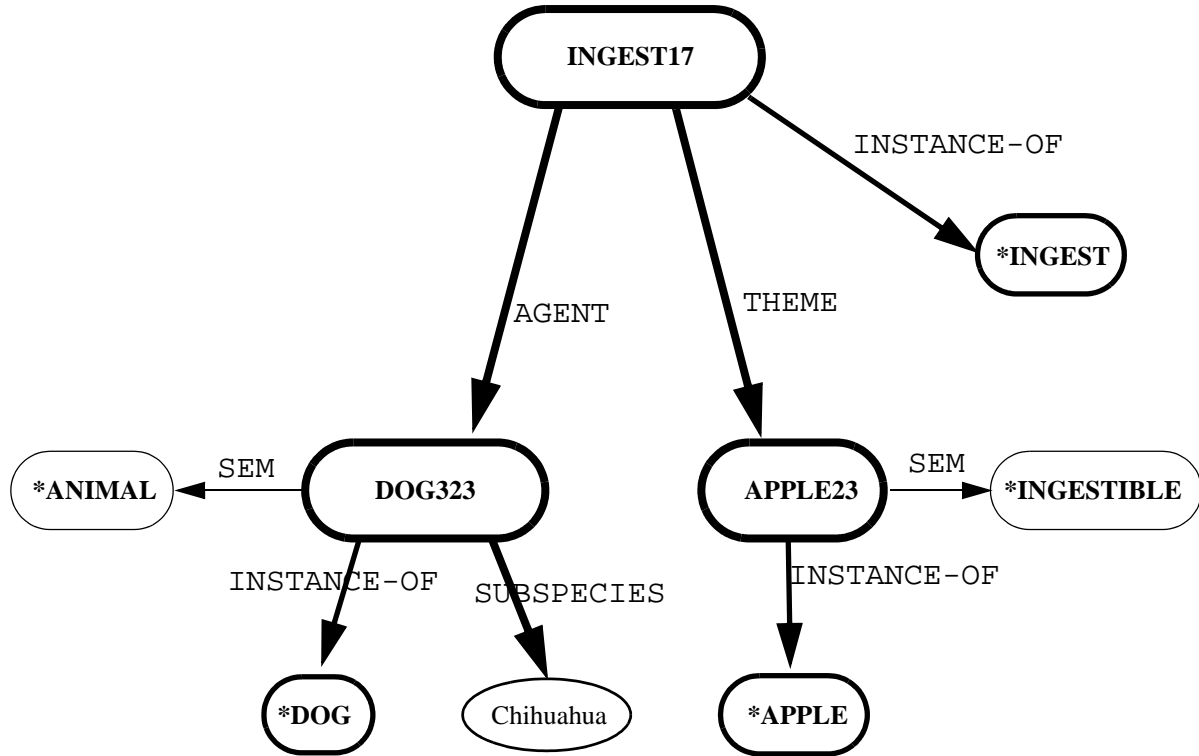 INGEST17
INSTANCE-OF
*INGEST
AGENT
THEME
*ANIMAL
SEM
DOG323
APPLE23
SEM
*INGESTIBLE
INSTANCE-OF
SUBSPECIES
INSTANCE-OF
*DOG
Chihuahua
*APPLE